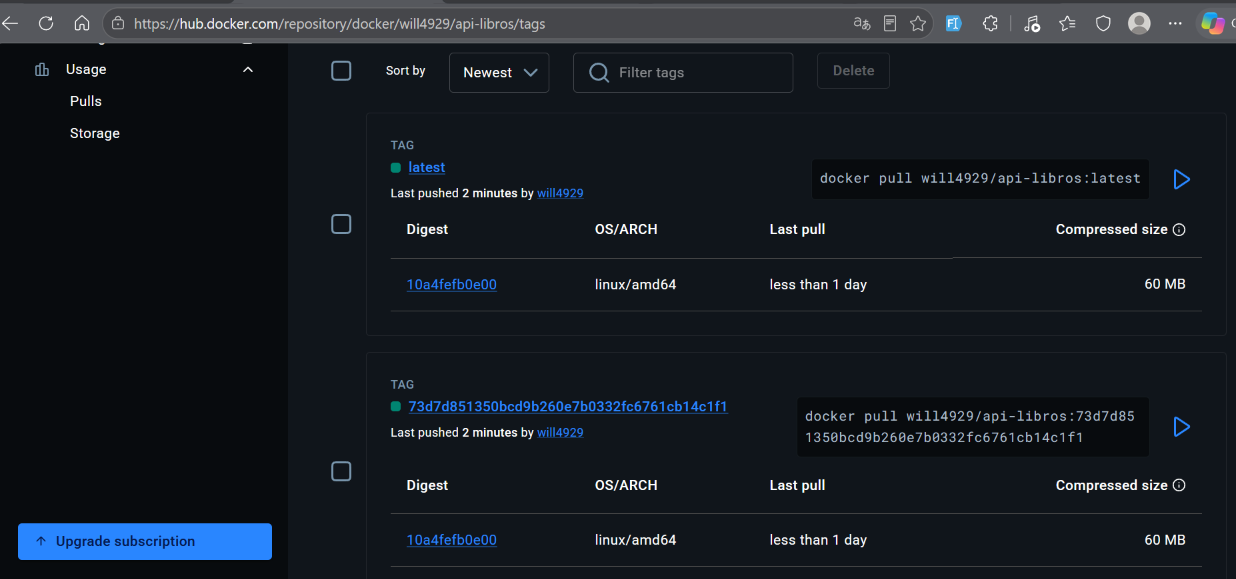 https://hub.docker.com/repository/docker/will4929/api-libros/tags
Usage
Pulls
Storage
Upgrade subscription
Sort by
Newest
Filter tags
Delete
TAG
latest
Last pushed 2 minutes by will4929
docker pull will4929/api-libros:latest
Digest OS/ARCH Last pull Compressed size
10a4fefb0e00 linux/amd64 less than 1 day 60 MB
TAG
73d7d851350bcd9b260e7b0332fc6761cb14c1f1
Last pushed 2 minutes by will4929
docker pull will4929/api-libros:73d7d85
1350bcd9b260e7b0332fc6761cb14c1f1
Digest OS/ARCH Last pull Compressed size
10a4fefb0e00 linux/amd64 less than 1 day 60 MB